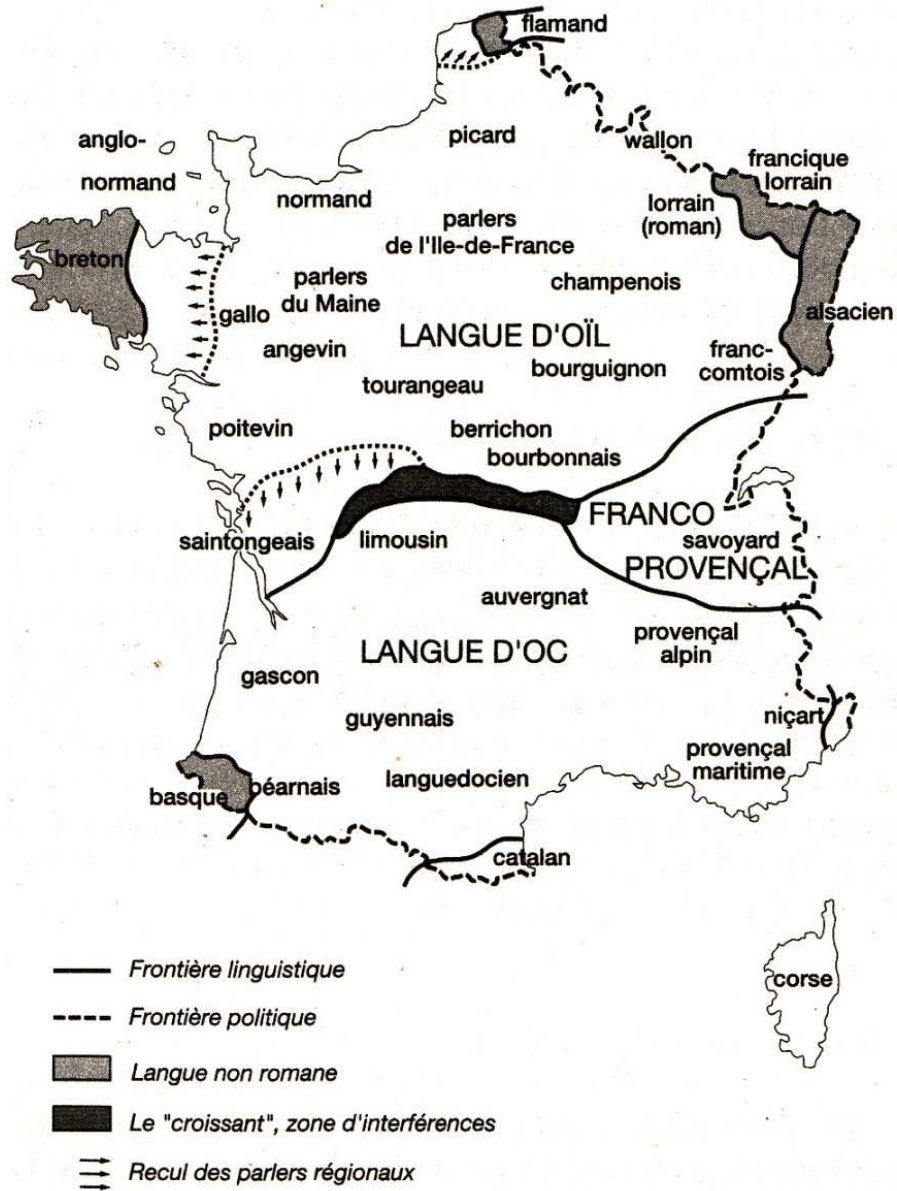 flamand
picard
anglo-
normand
wallon
francique
lorrain
normand
lorrain
(roman)
parlers
de l'Ile-de-France
breton
parlers
du Maine
champenois
gallo
alsacien
LANGUE D'OÏL
angevin
bourguignon
franc-
comtois
tourangeau
poitevin
berrichon
bourbonnais
FRANCO
saintongeais
limousin
savoyard
PROVENÇAL
auvergnat
provençal
alpin
LANGUE D'OC
gascon
guyennais
niçart
provençal
maritime
béarnais
languedocien
basque
catalan
corse
Frontière linguistique
Frontière politique
Langue non romane
Le "croissant", zone d'interférences
Recul des parlers régionaux